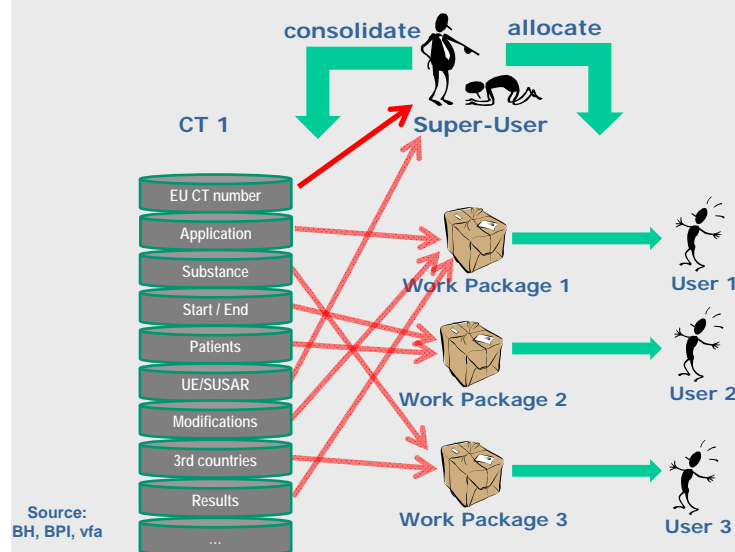 consolidate
allocate
CT 1
Super-User
EU CT number
Application
Substance
Start / End
Patients
UE/SUSAR
Modifications
3rd countries
Results
...
Work Package 1
User 1
Work Package 2
User 2
Work Package 3
User 3
Source:
BH, BPI, vfa